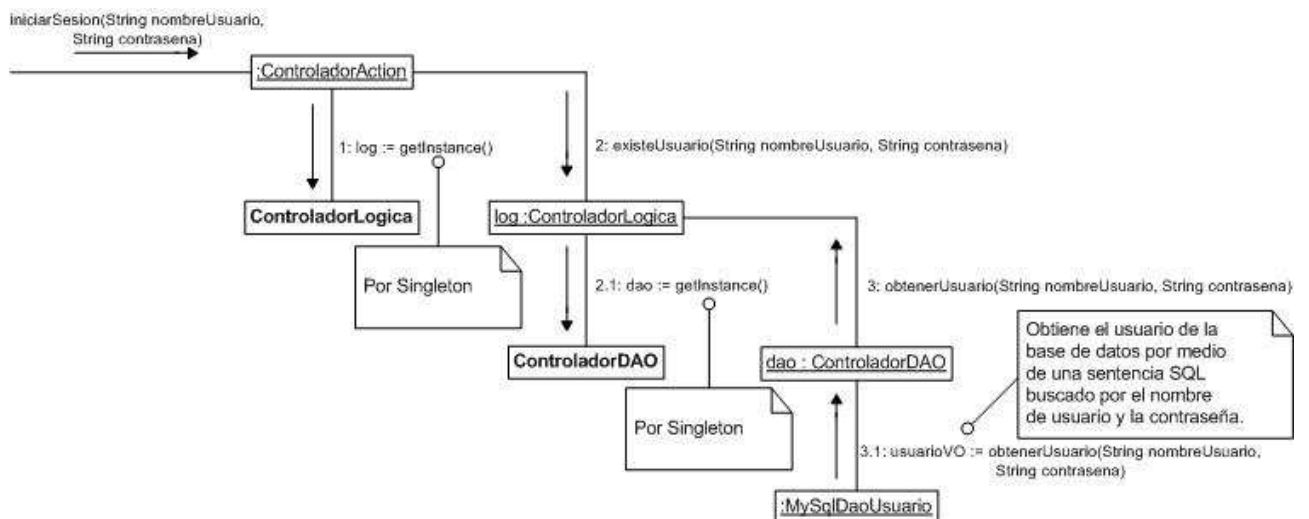 iniciarSesion(String nombreUsuario,
String contrasena)
:ControladorAction
1: log := getInstance()
2: existeUsuario(String nombreUsuario, String contrasena)
ControladorLogica
log :ControladorLogica
Por Singleton
2.1: dao := getInstance()
3: obtenerUsuario(String nombreUsuario, String contrasena)
ControladorDAO
dao : ControladorDAO
Obtiene el usuario de la
base de datos por medio
de una sentencia SQL
buscado por el nombre
de usuario y la contraseña.
Por Singleton
3.1: usuarioVO := obtenerUsuario(String nombreUsuario,
String contrasena)
:MySqlDaoUsuario